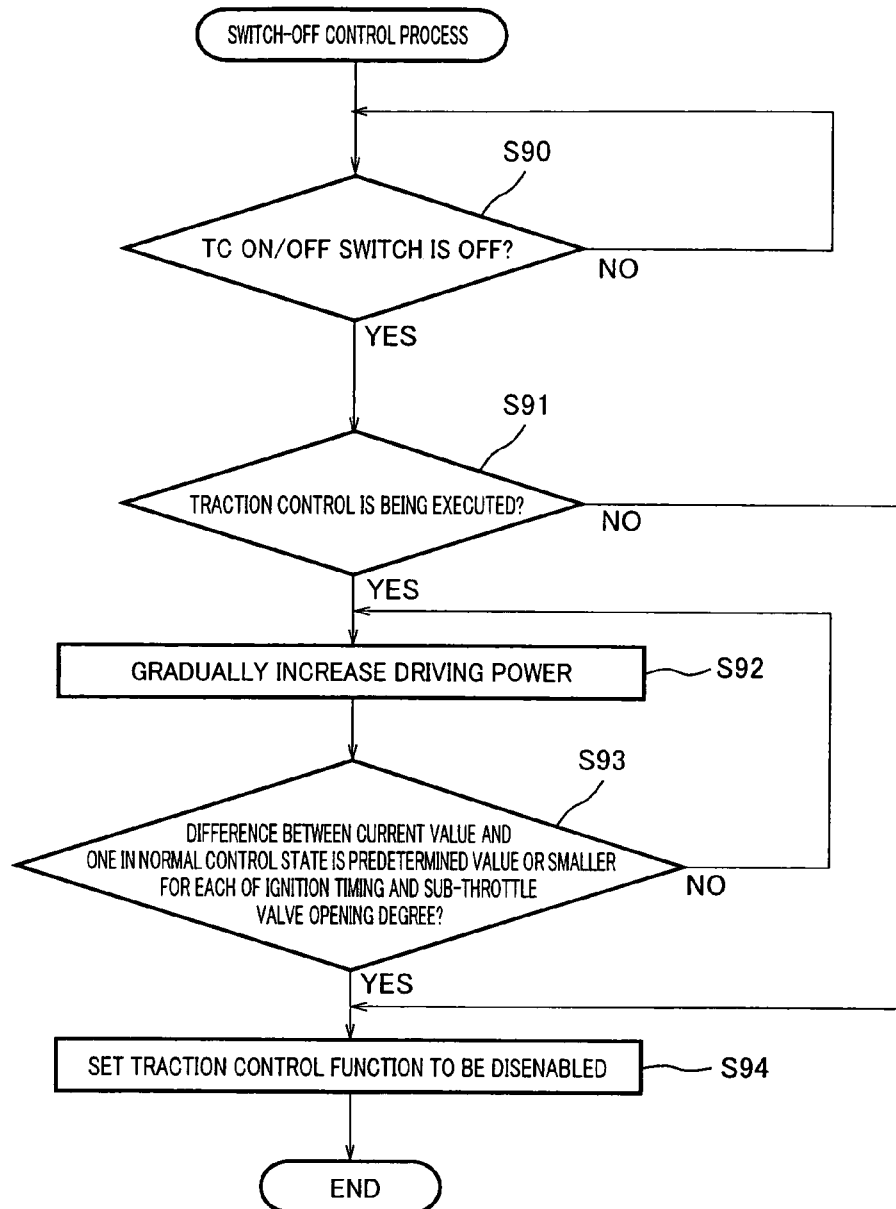 SWITCH-OFF CONTROL PROCESS
S90
TC ON/OFF SWITCH IS OFF?
NO
YES
S91
TRACTION CONTROL IS BEING EXECUTED?
NO
YES
GRADUALLY INCREASE DRIVING POWER
S92
S93
DIFFERENCE BETWEEN CURRENT VALUE AND
ONE IN NORMAL CONTROL STATE IS PREDETERMINED VALUE OR SMALLER
FOR EACH OF IGNITION TIMING AND SUB-THROTTLE
VALVE OPENING DEGREE?
NO
YES
SET TRACTION CONTROL FUNCTION TO BE DISENABLED
S94
END